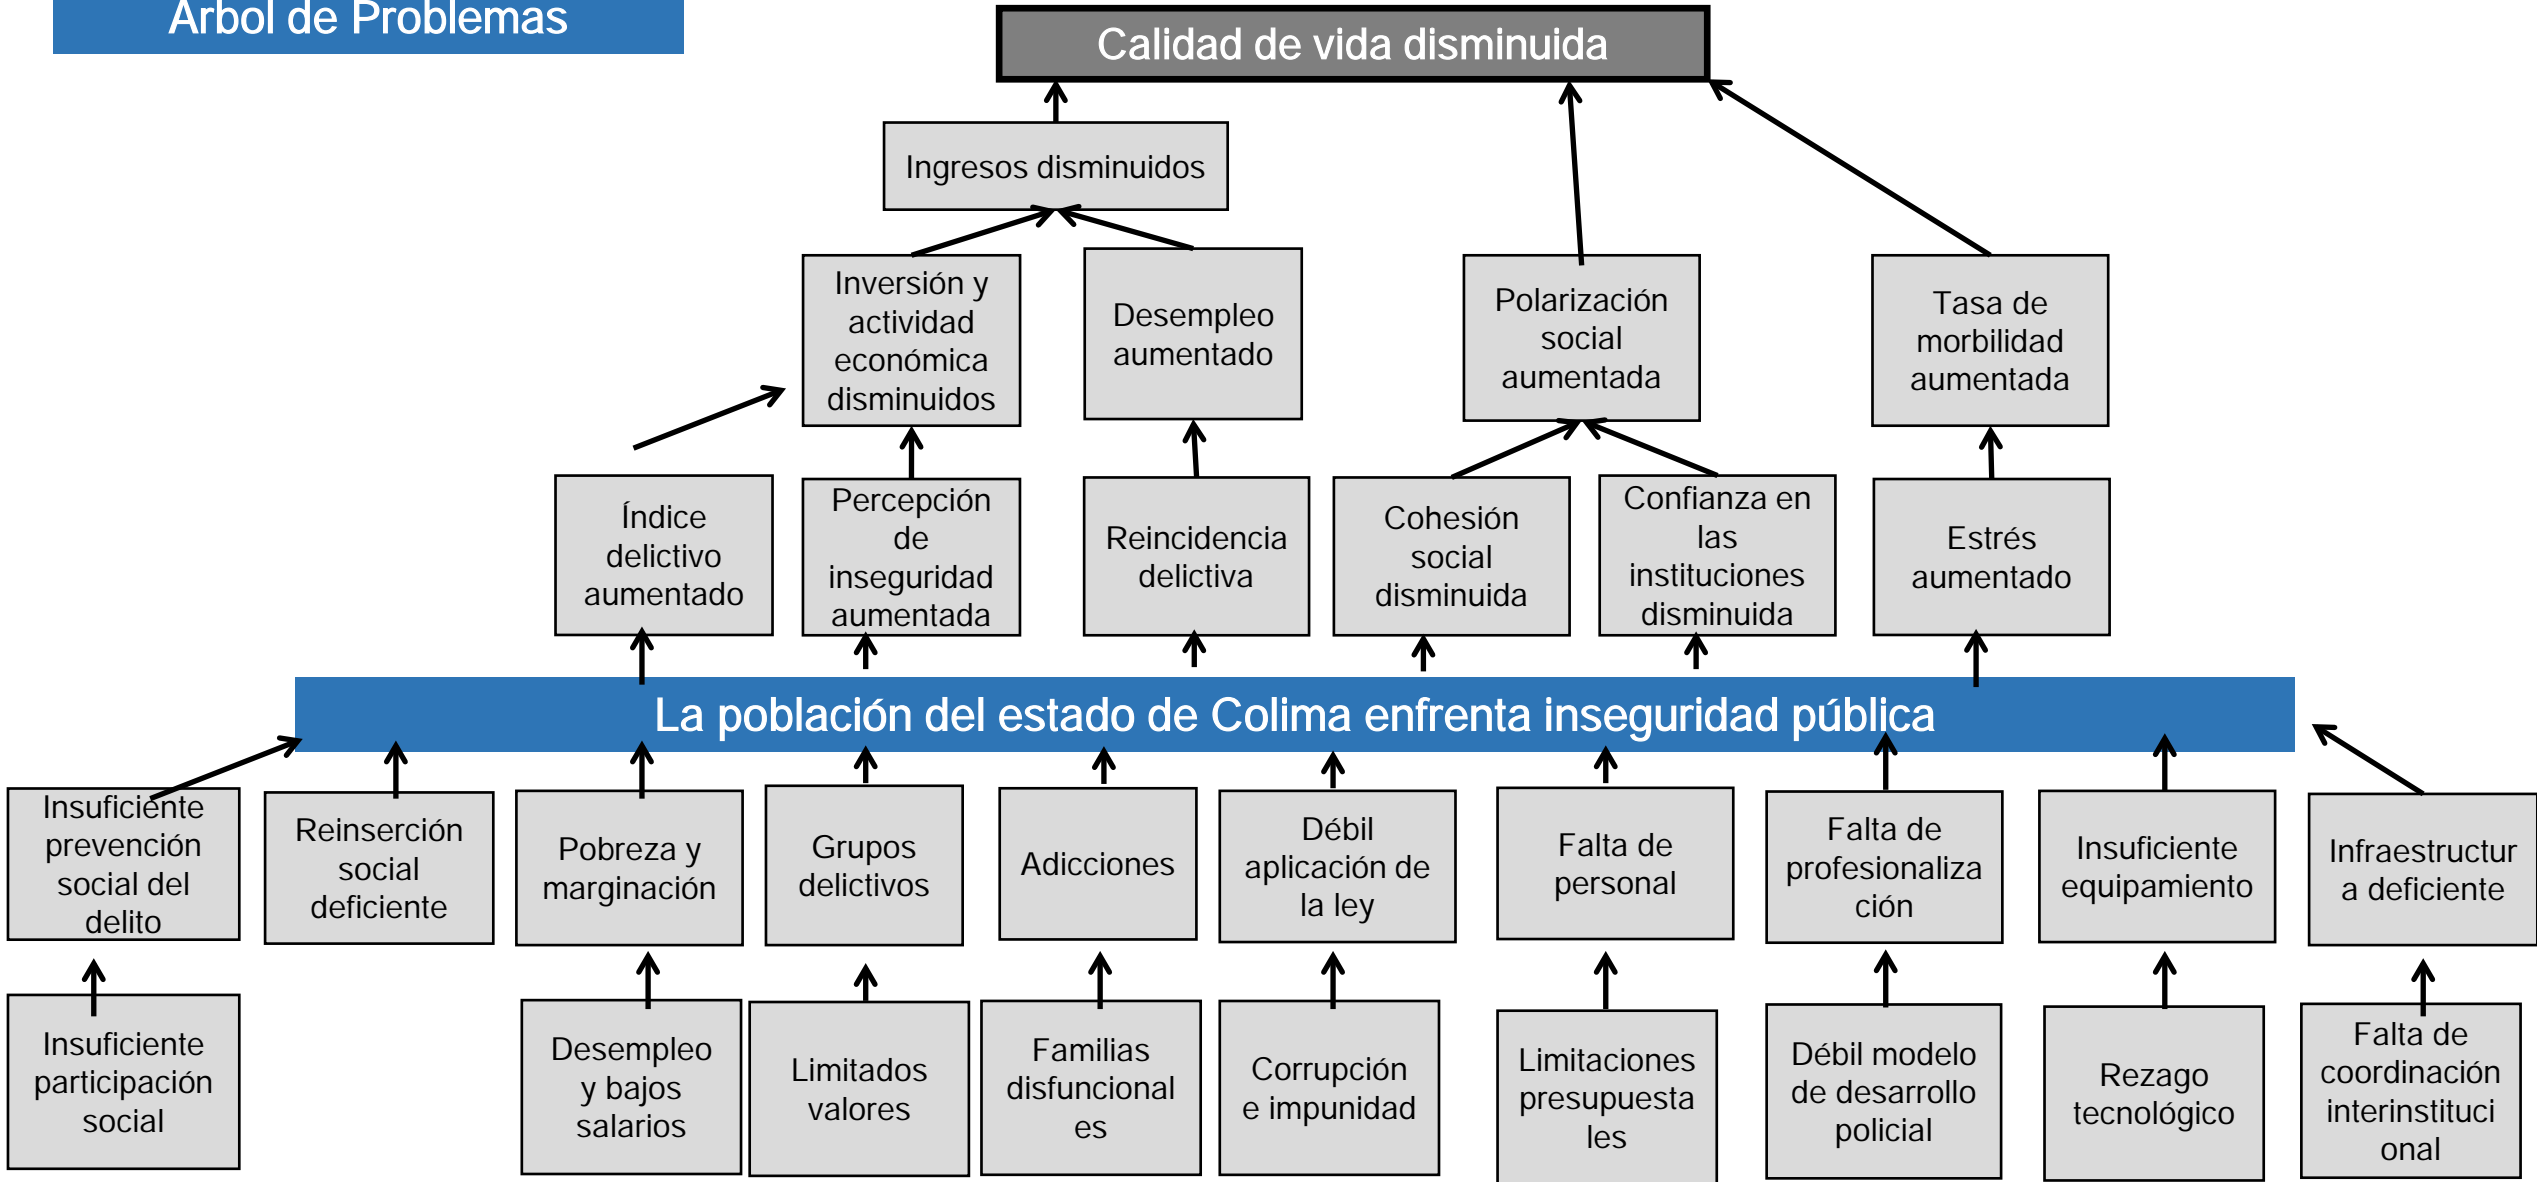 Árbol de Problemas
Calidad de vida disminuida
Ingresos disminuidos
Inversión y
actividad
económica
disminuidos
Desempleo
aumentado
Polarización
social
aumentada
Tasa de
morbilidad
aumentada
Índice
delictivo
aumentado
Percepción
de
inseguridad
aumentada
Reincidencia
delictiva
Cohesión
social
disminuida
Confianza en
las
instituciones
disminuida
Estrés
aumentado
La población del estado de Colima enfrenta inseguridad pública
Insuficiente
prevención
social del
delito
Reinserción
social
deficiente
Pobreza y
marginación
Grupos
delictivos
Adicciones
Débil
aplicación de
la ley
Falta de
personal
Falta de
profesionaliza
ción
Insuficiente
equipamiento
Infraestructur
a deficiente
Insuficiente
participación
social
Desempleo
y bajos
salarios
Limitados
valores
Familias
disfuncional
es
Corrupción
e impunidad
Limitaciones
presupuesta
les
Débil modelo
de desarrollo
policial
Rezago
tecnológico
Falta de
coordinación
interinstituci
onal